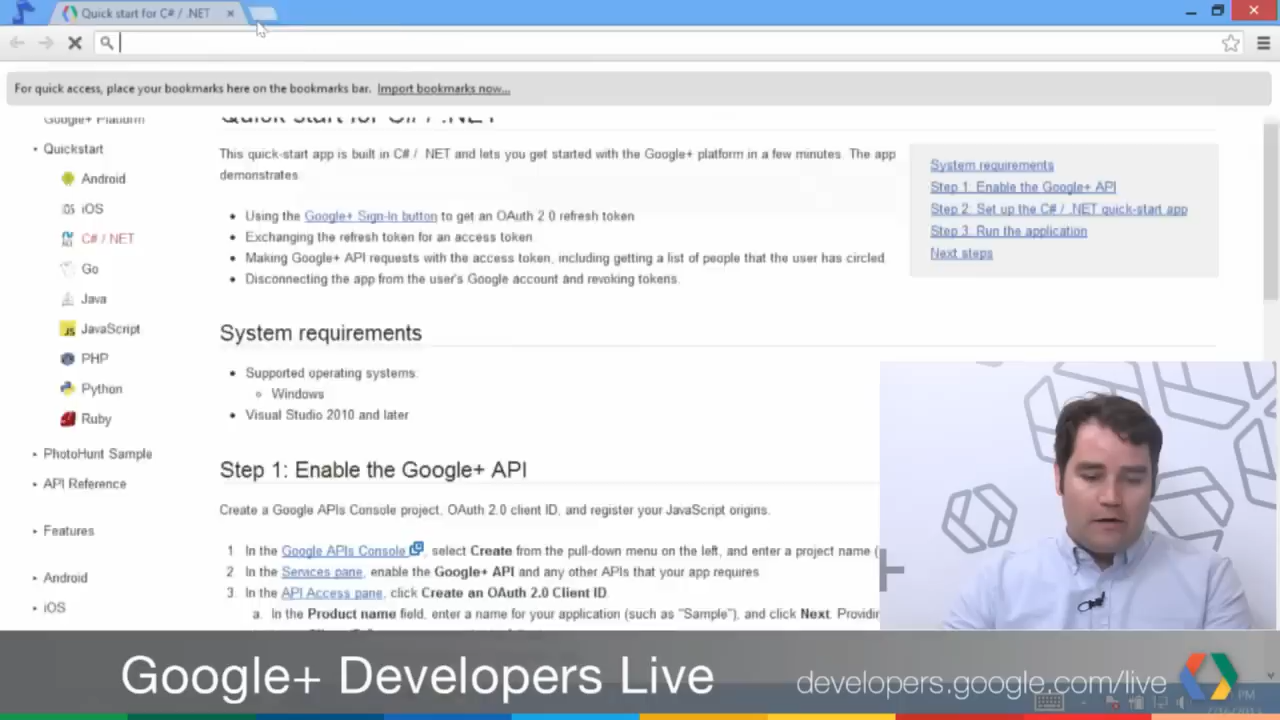 Quick start for C# / .NET
For quick access, place your bookmarks here on the bookmarks bar. Import bookmarks now...
Google+ Platform
Quickstart
Android
iOS
C# / NET
Go
Java
JavaScript
PHP
Python
Ruby
PhotoHunt Sample
API Reference
Features
Android
iOS
Quick start for C# / .NET
This quick-start app is built in C# / .NET and lets you get started with the Google+ platform in a few minutes. The app
demonstrates
Using the Google+ Sign-In button to get an OAuth 2.0 refresh token
Exchanging the refresh token for an access token
Making Google+ API requests with the access token, including getting a list of people that the user has circled.
Disconnecting the app from the user's Google account and revoking tokens.
System requirements
Step 1: Enable the Google+ API
Step 2: Set up the C# / .NET quick-start app
Step 3. Run the application
Next steps
System requirements
Supported operating systems:
Windows
Visual Studio 2010 and later
Step 1: Enable the Google+ API
Create a Google APIs Console project, OAuth 2.0 client ID, and register your JavaScript origins.
1 In the Google APIs Console , select Create from the pull-down menu on the left, and enter a project name (
2 In the Services pane, enable the Google+ API and any other APIs that your app requires
3. In the API Access pane, click Create an OAuth 2.0 Client ID.
a. In the Product name field, enter a name for your application (such as "Sample"), and click Next. Providin
Google+ Developers Live
developers.google.com/live
PM